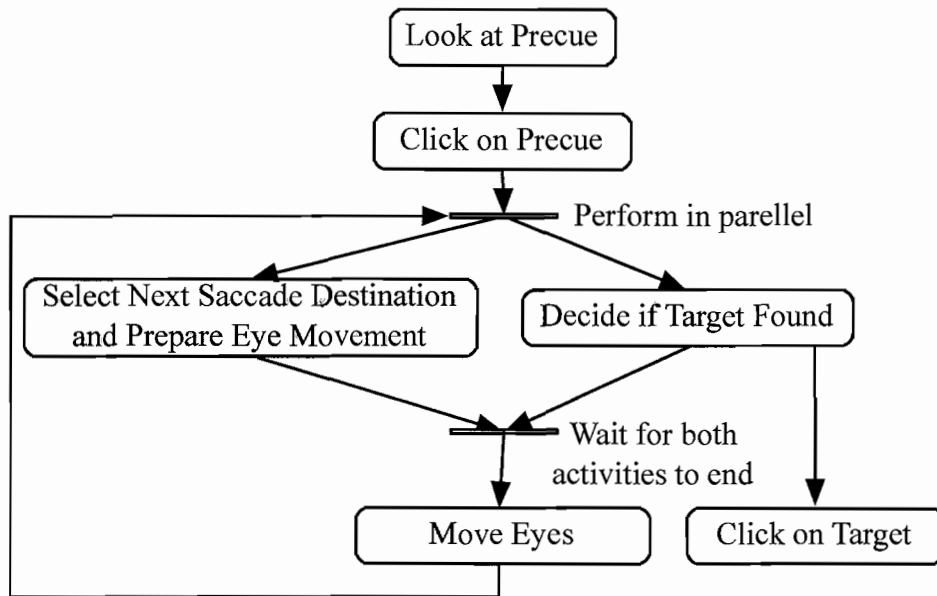 Look at Precue
Click on Precue
Perform in parellel
Select Next Saccade Destination
and Prepare Eye Movement
Decide if Target Found
Wait for both
activities to end
Move Eyes
Click on Target